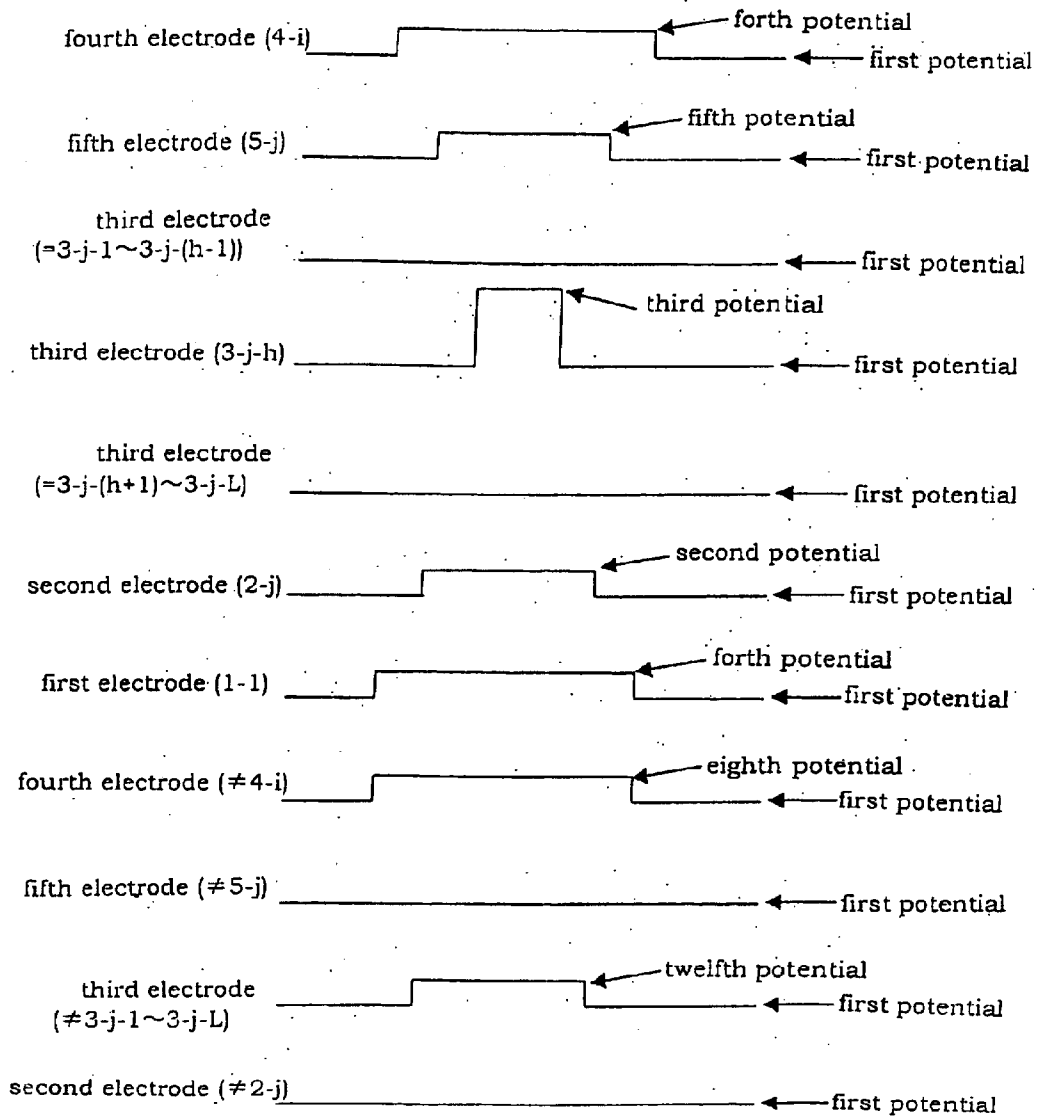 forth potential
fourth electrode (4-i)
first potential
fifth potential
fifth electrode (5-j)
first potential
third electrode
(=3-j-1～3-j-(h-1))
first potential
third potential
third electrode (3-j-h)
first potential
third electrode
(=3-j-(h+1)～3-j-L)
first potential
second potential
second electrode (2-j)
first potential
forth potential
first electrode (1-1)
first potential
eighth potential
fourth electrode (≠4-i)
first potential
fifth electrode (≠5-j)
first potential
twelfth potential
third electrode
(≠3-j-1～3-j-L)
first potential
second electrode (≠2-j)
first potential